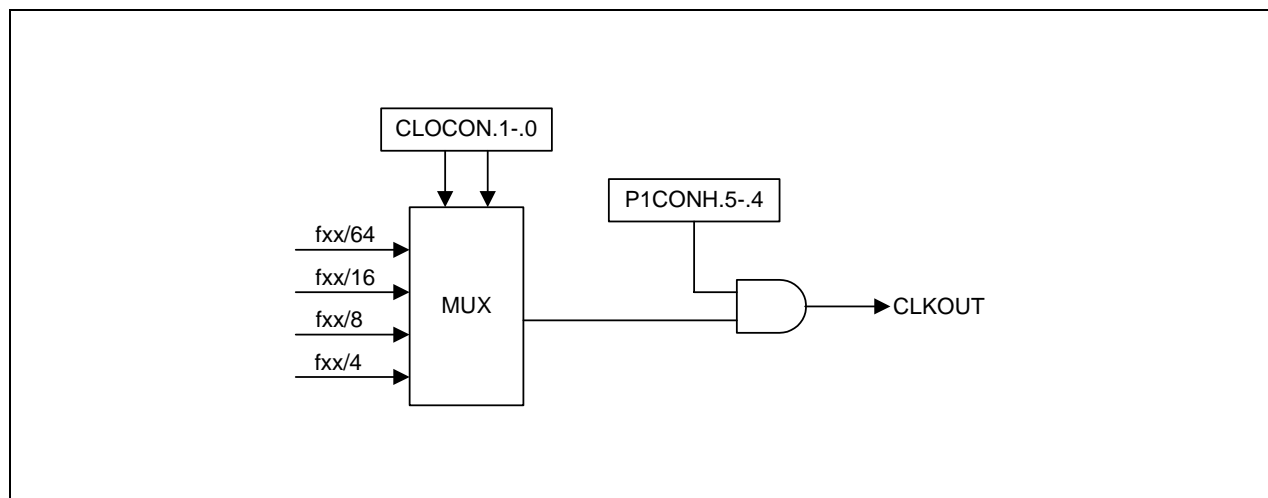 CLOCON.1-.0
P1CONH.5-.4
fxx/64
fxx/16
fxx/8
fxx/4
MUX
CLKOUT